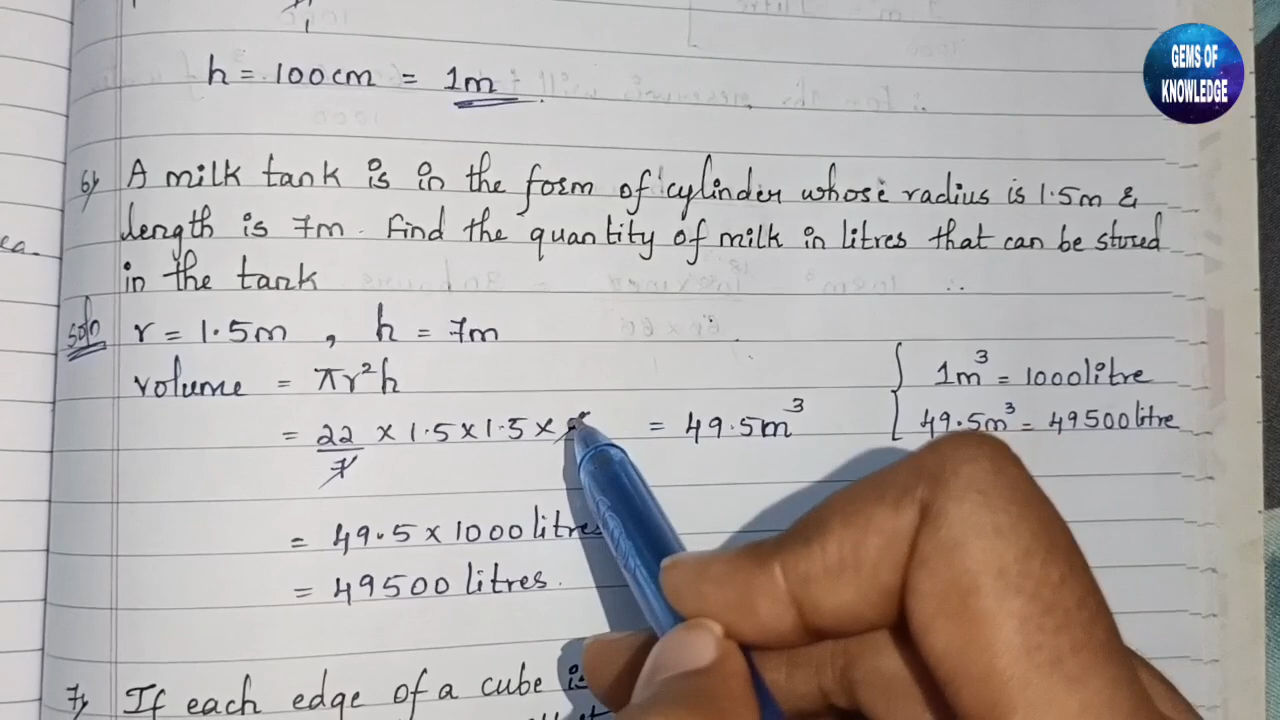 h = 100cm = 1m
GEMS OF
KNOWLEDGE
6) A milk tank is in the form of cylinder whose radius is 1.5m &
length is 7m. Find the quantity of milk in litres that can be stored
in the tank
soln r = 1.5m , h = 7m
volume = πr²h
= 22/7 × 1.5 × 1.5 × = 49.5m³
= 49.5 × 1000 litres
= 49500 litres.
1m³ = 1000litre
49.5m³ = 49500litre
7) If each edge of a cube is